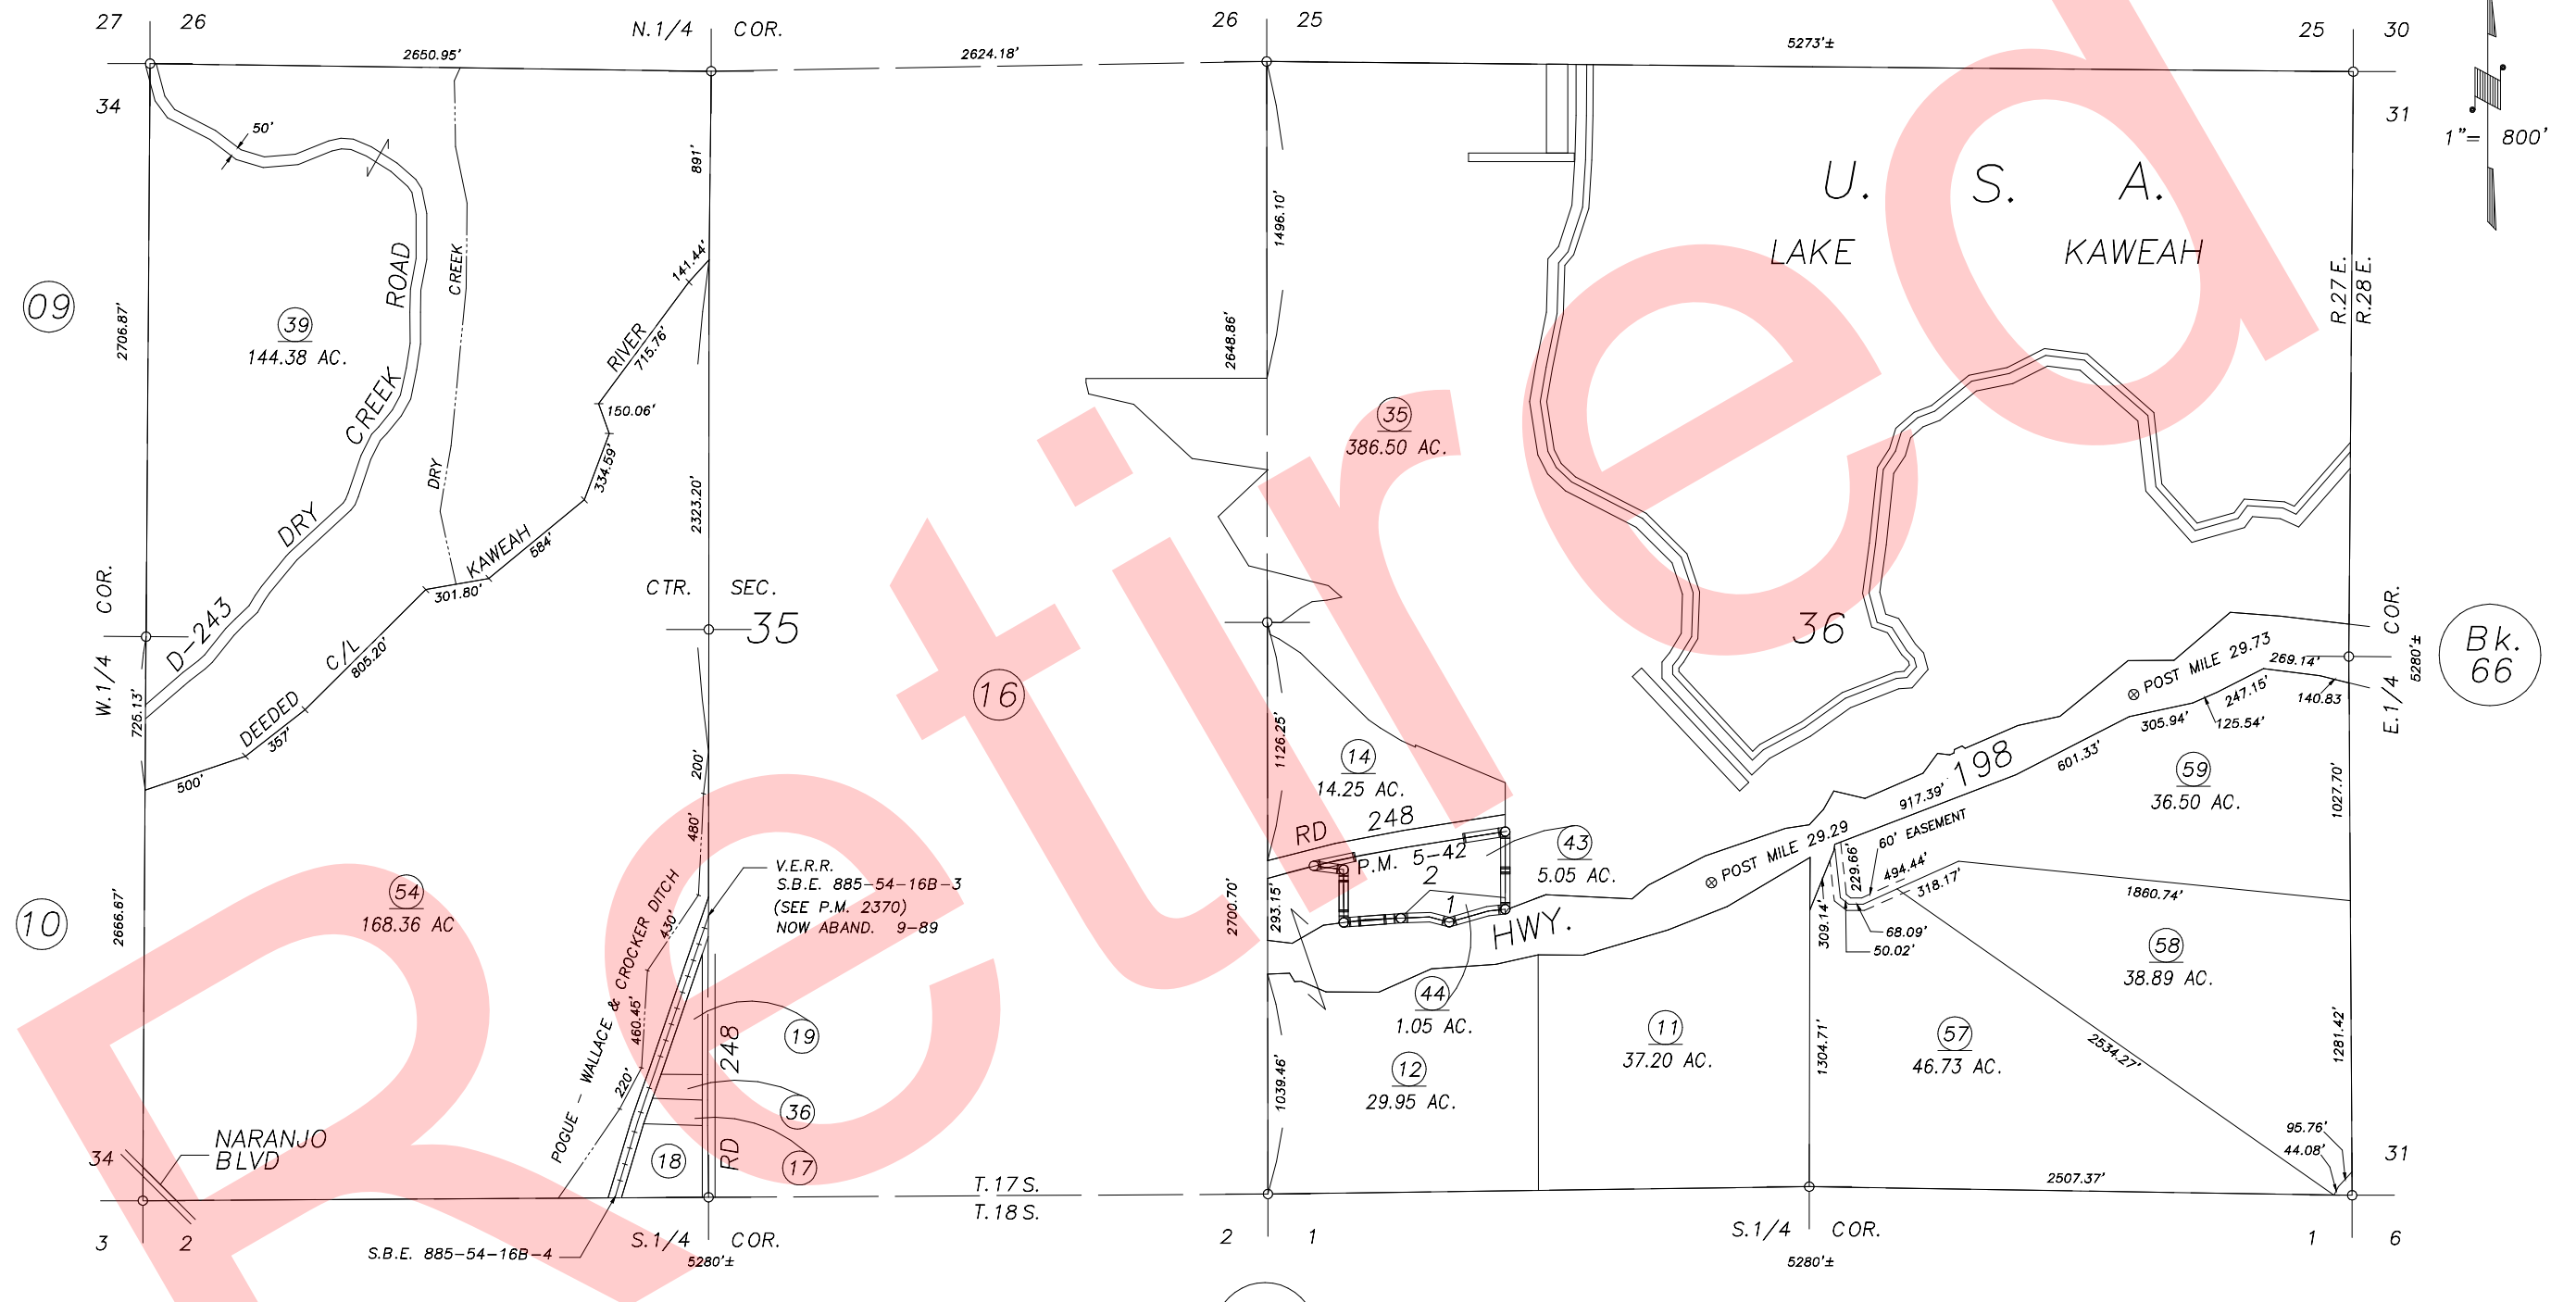 27 26
N.1/4 COR.
26 25
25 30
2650.95'
2624.18'
5273'±
34
31
1"= 800'
50'
891'
1496.10'
U. S. A.
LAKE KAWEAH
R.27 E.
R.28 E.
09
2706.87'
39
144.38 AC.
D-243 DRY CREEK ROAD
DRY CREEK
141.44'
RIVER
715.76'
150.06'
334.59'
KAWEAH
584'
301.80'
C/L
805.20'
DEEDED
357'
500'
2323.20'
2648.86'
35
386.50 AC.
W.1/4 COR.
725.13'
CTR. SEC.
35
36
16
E.1/4 COR.
5280'±
Bk.
66
1126.25'
14
14.25 AC.
RD 248
P.M. 5-42
2
1
43
5.05 AC.
HWY. 198
POST MILE 29.29
POST MILE 29.73
269.14'
140.83
247.15'
125.54'
305.94'
601.33'
917.39'
60' EASEMENT
229.66'
494.44'
318.17'
309.14'
68.09'
50.02'
59
36.50 AC.
1027.70'
1860.74'
58
38.89 AC.
200'
480'
430'
460.45'
220'
POGUE - WALLACE & CROCKER DITCH
V.E.R.R.
S.B.E. 885-54-16B-3
(SEE P.M. 2370)
NOW ABAND. 9-89
10
2666.67'
54
168.36 AC
2700.70'
293.15'
44
1.05 AC.
12
29.95 AC.
11
37.20 AC.
1304.71'
57
46.73 AC.
2534.27'
1281.42'
1039.46'
19
36
17
18
RD 248
NARANJO
BLVD
34
31
95.76'
44.08'
2507.37'
T.17 S.
T.18 S.
3 2
S.B.E. 885-54-16B-4
S.1/4 COR.
5280'±
2 1
S.1/4 COR.
5280'±
1 6
Retired